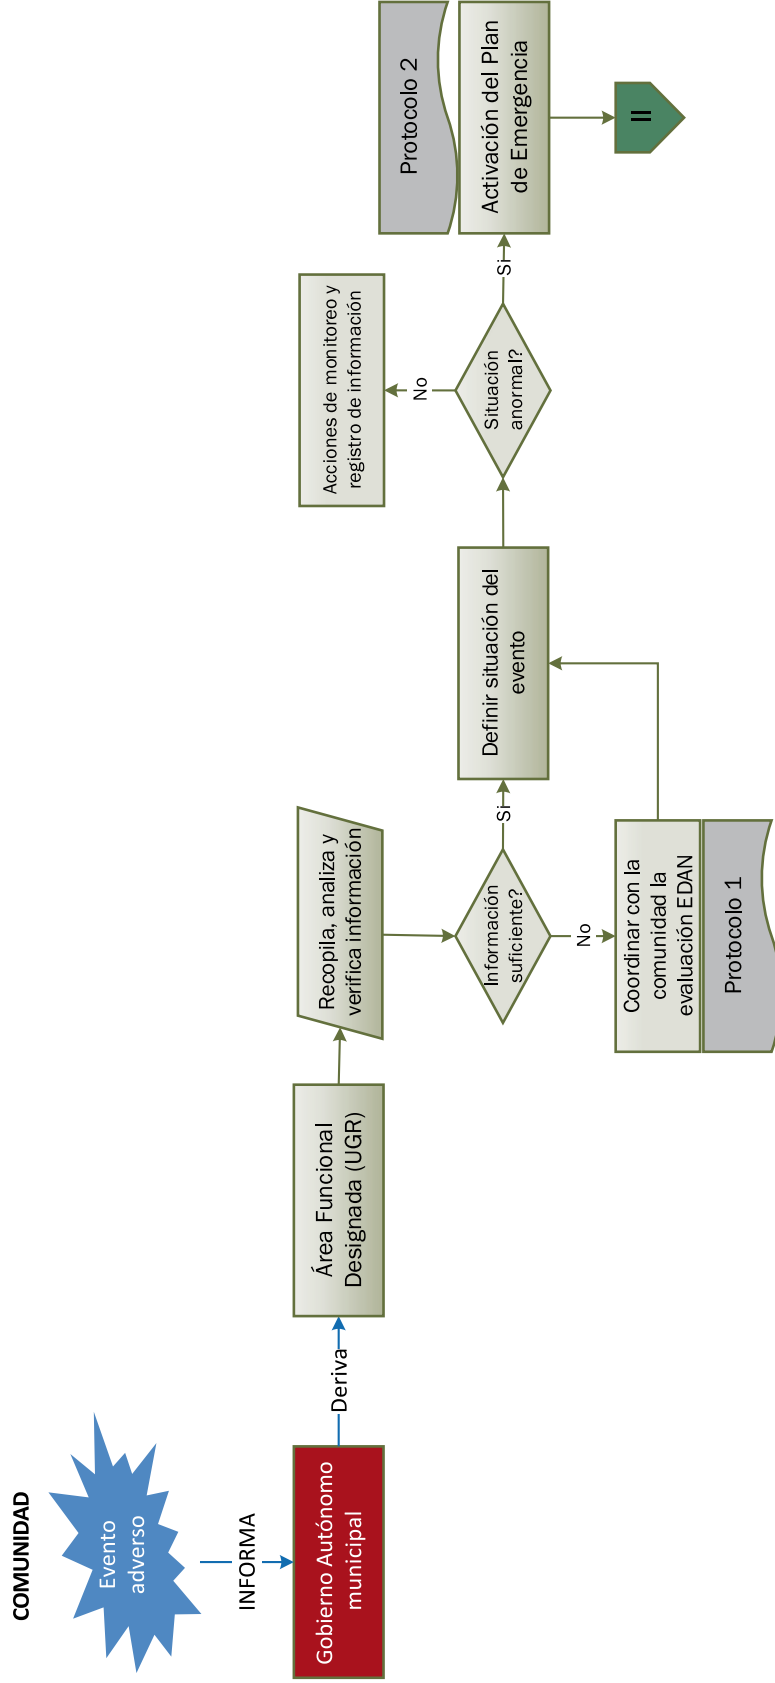 COMUNIDAD
Evento
adverso
INFORMA
Gobierno Autónomo
municipal
Deriva
Área Funcional
Designada (UGR)
Recopila, analiza y
verifica información
Información
suficiente?
No
Coordinar con la
comunidad la
evaluación EDAN
Protocolo 1
Si
Definir situación del
evento
Situación
anormal?
No
Acciones de monitoreo y
registro de información
Si
Protocolo 2
Activación del Plan
de Emergencia
II